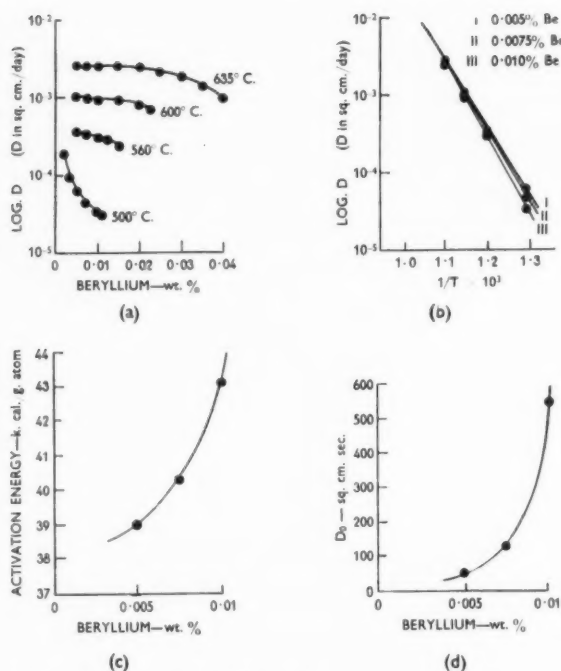 10⁻² 10⁻³ 10⁻⁴ 10⁻⁵
LOG. D (D in sq. cm./day)
635° C.
600° C.
560° C.
500° C.
0 0·01 0·02 0·03 0·04
BERYLLIUM—wt. %
(a)
10⁻² 10⁻³ 10⁻⁴ 10⁻⁵
LOG. D (D in sq. cm./day)
I 0·005% Be
II 0·0075% Be
III 0·010% Be
I
II
III
1·0 1·1 1·2 1·3
1/T × 10³
(b)
44 43 42 41 40 39 38 37
ACTIVATION ENERGY—k. cal. g. atom
0 0·005 0·01
BERYLLIUM—wt. %
(c)
600 500 400 300 200 100 0
D₀ — sq. cm. sec.
0 0·005 0·01
BERYLLIUM—wt. %
(d)